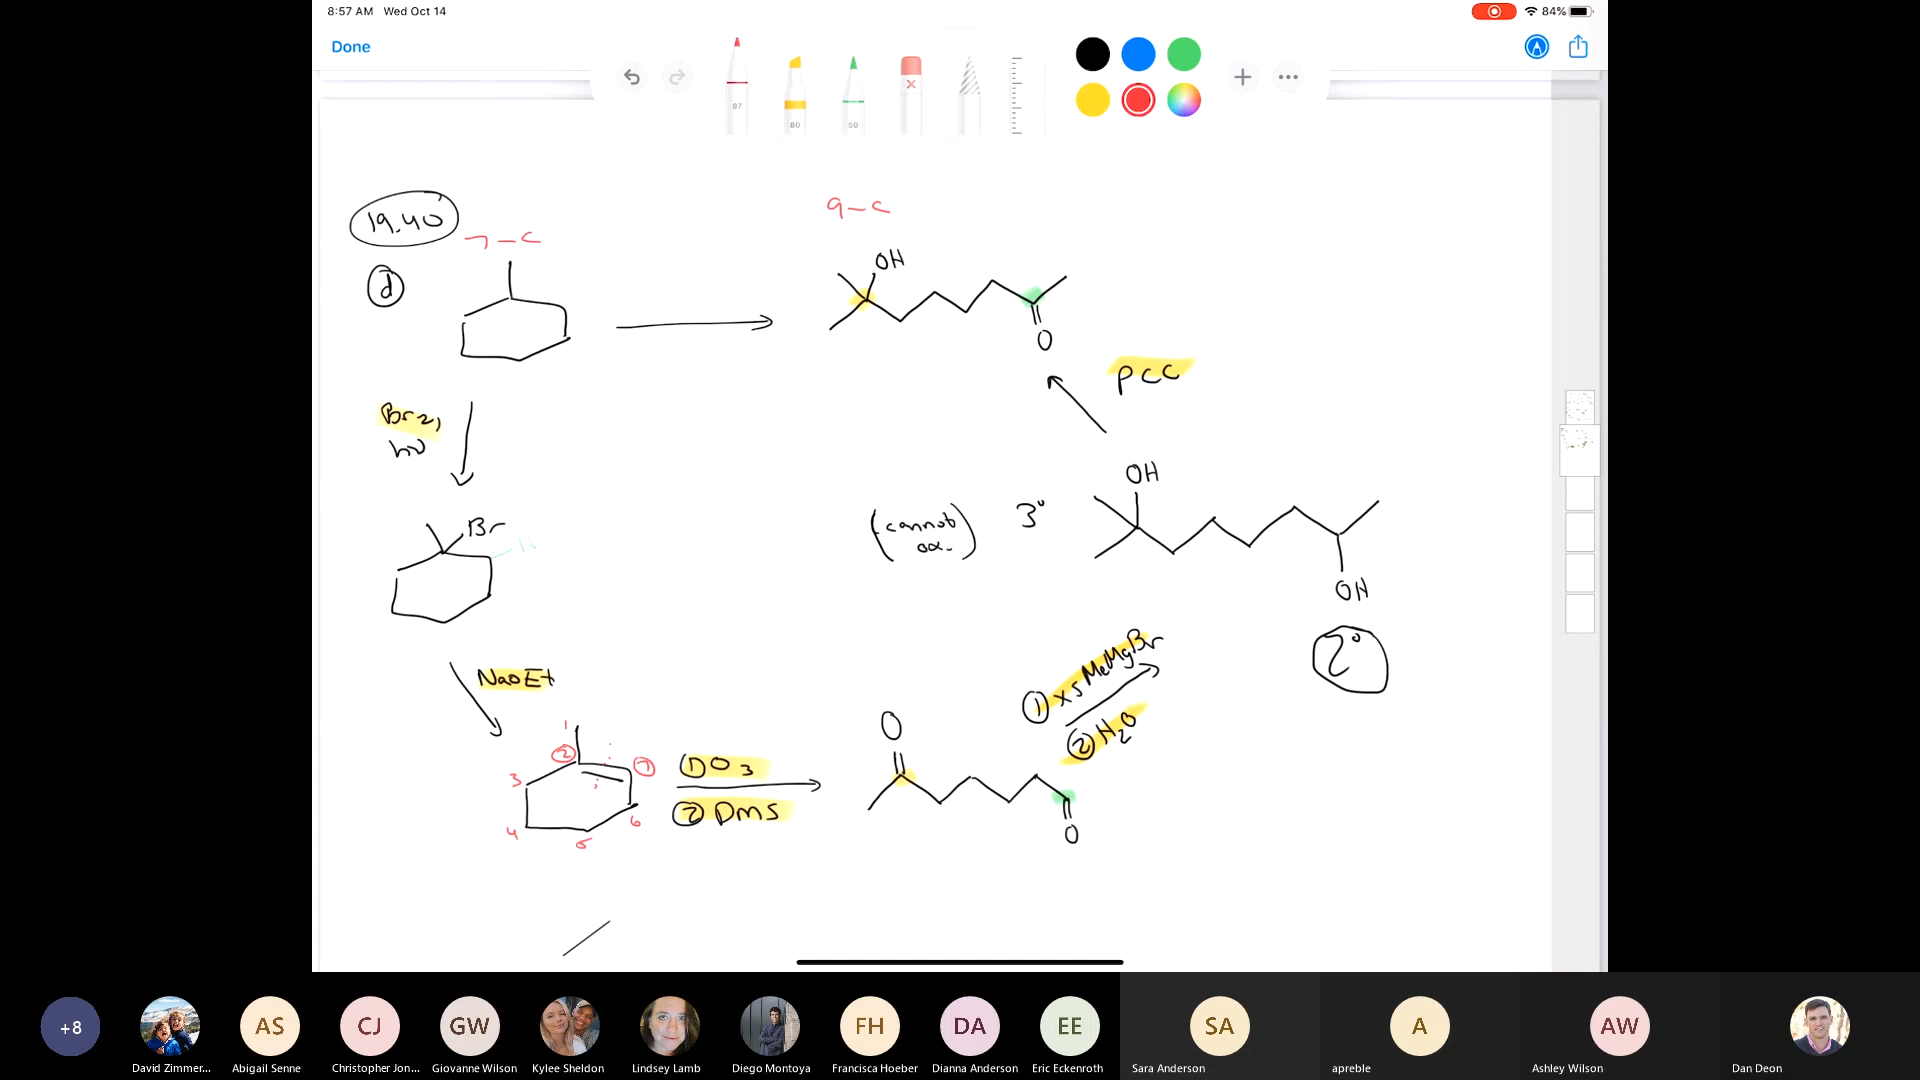 8:57 AM Wed Oct 14
84%
Done
97
80
50
19.40
7-C
9-C
d
OH
O
PCC
Br2,
hν
Br
OH
(cannot
ox.)
3°
OH
2°
NaOEt
① xs MeMgBr
② H2O
1
2
3
4
5
6
7
① O3
② DMS
O
O
+8
AS
CJ
GW
FH
DA
EE
SA
A
AW
David Zimmer...
Abigail Senne
Christopher Jon...
Giovanne Wilson
Kylee Sheldon
Lindsey Lamb
Diego Montoya
Francisca Hoeber
Dianna Anderson
Eric Eckenroth
Sara Anderson
apreble
Ashley Wilson
Dan Deon